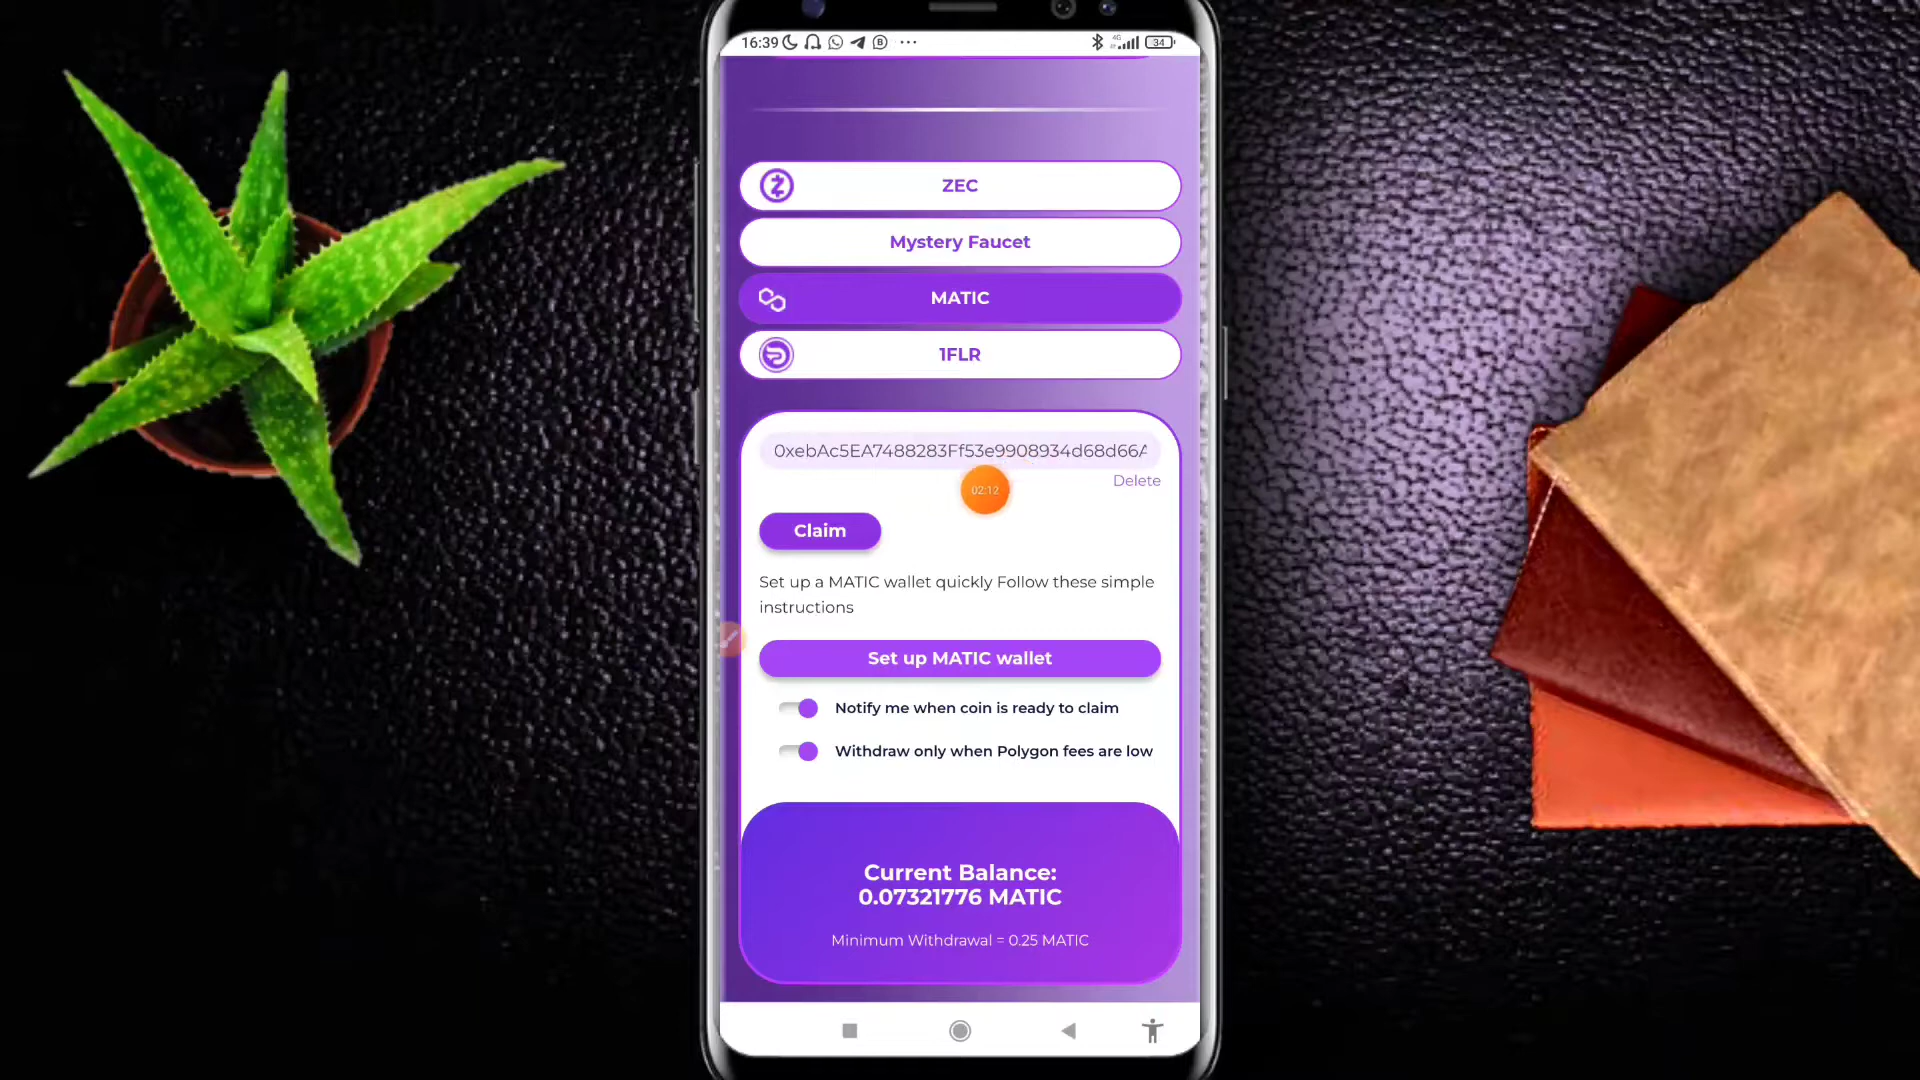 16:39
4G
34
ZEC
Mystery Faucet
MATIC
1FLR
0xebAc5EA7488283Ff53e9908934d68d66A
Delete
02:12
Claim
Set up a MATIC wallet quickly Follow these simple
instructions
Set up MATIC wallet
Notify me when coin is ready to claim
Withdraw only when Polygon fees are low
Current Balance:
0.07321776 MATIC
Minimum Withdrawal = 0.25 MATIC